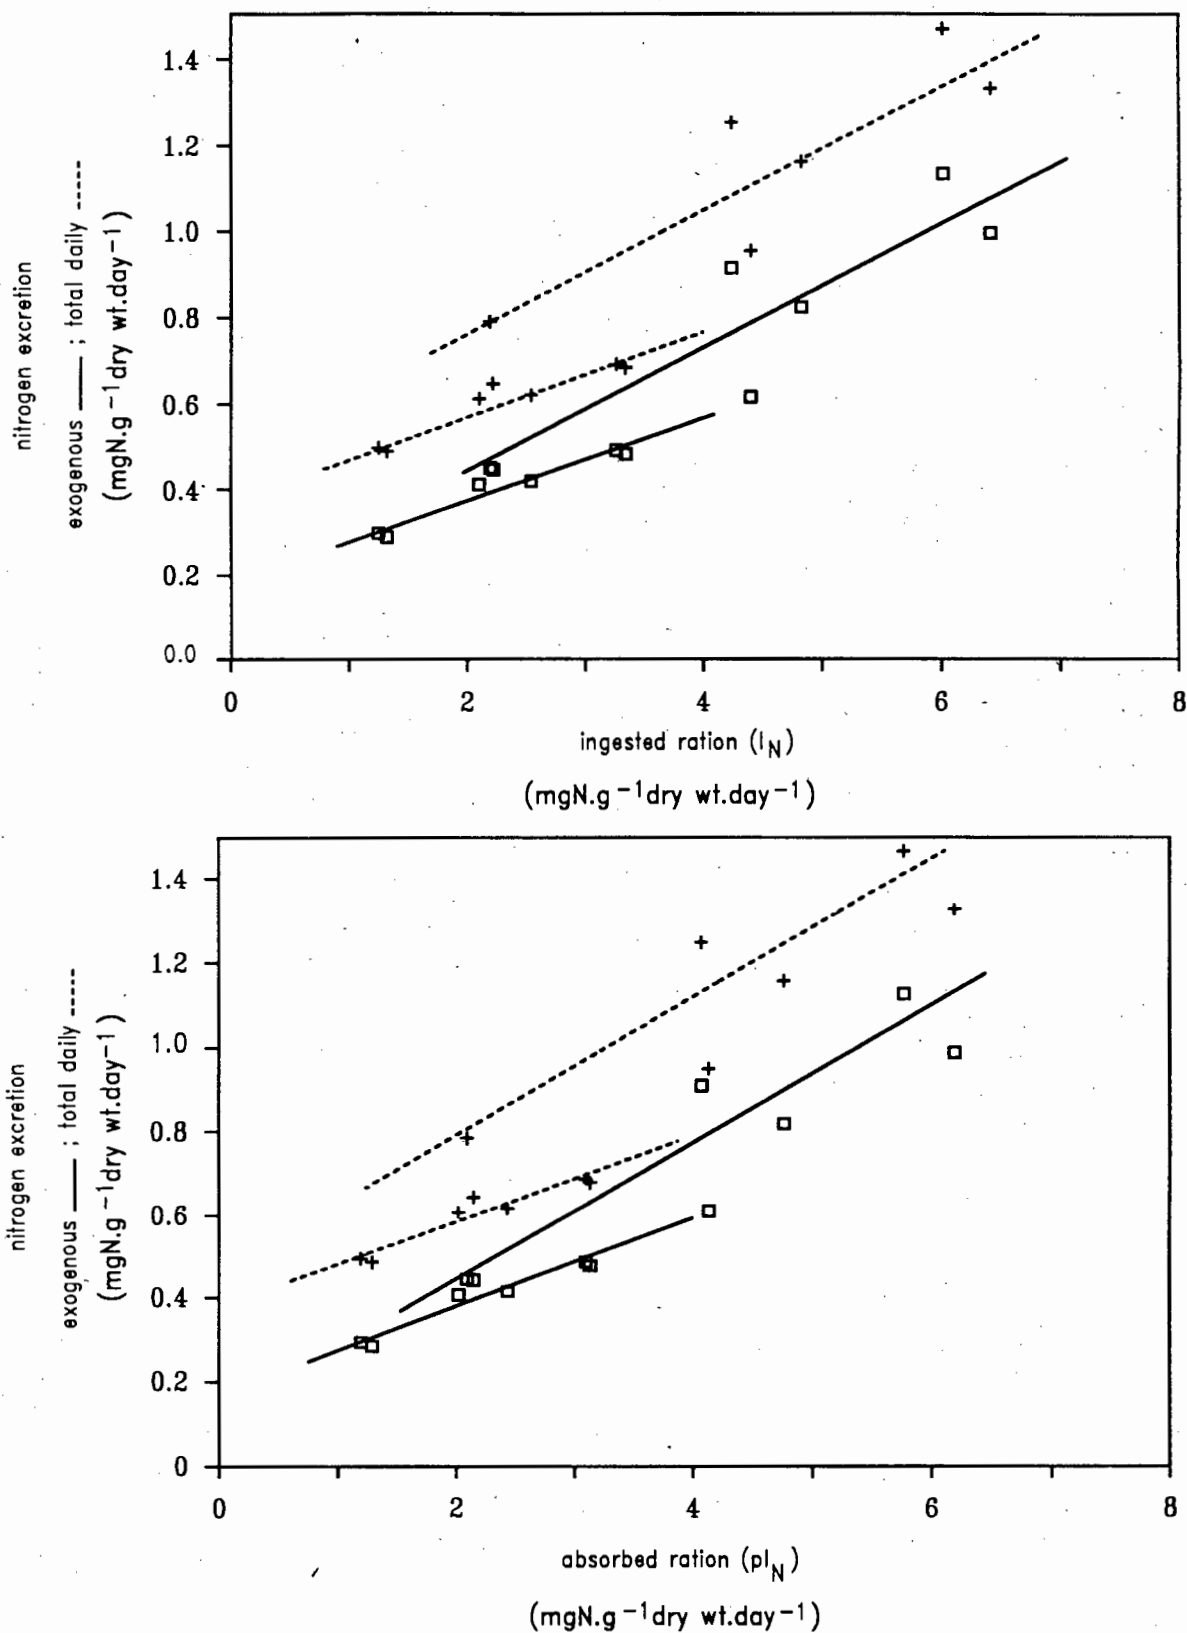 nitrogen excretion
exogenous —— ; total daily -----
(mgN.g⁻¹dry wt.day⁻¹)
1.4
1.2
1.0
0.8
0.6
0.4
0.2
0.0
0 2 4 6 8
ingested ration (I_N)
(mgN.g⁻¹dry wt.day⁻¹)
nitrogen excretion
exogenous —— ; total daily -----
(mgN.g⁻¹dry wt.day⁻¹)
1.4
1.2
1.0
0.8
0.6
0.4
0.2
0
0 2 4 6 8
absorbed ration (pI_N)
(mgN.g⁻¹dry wt.day⁻¹)